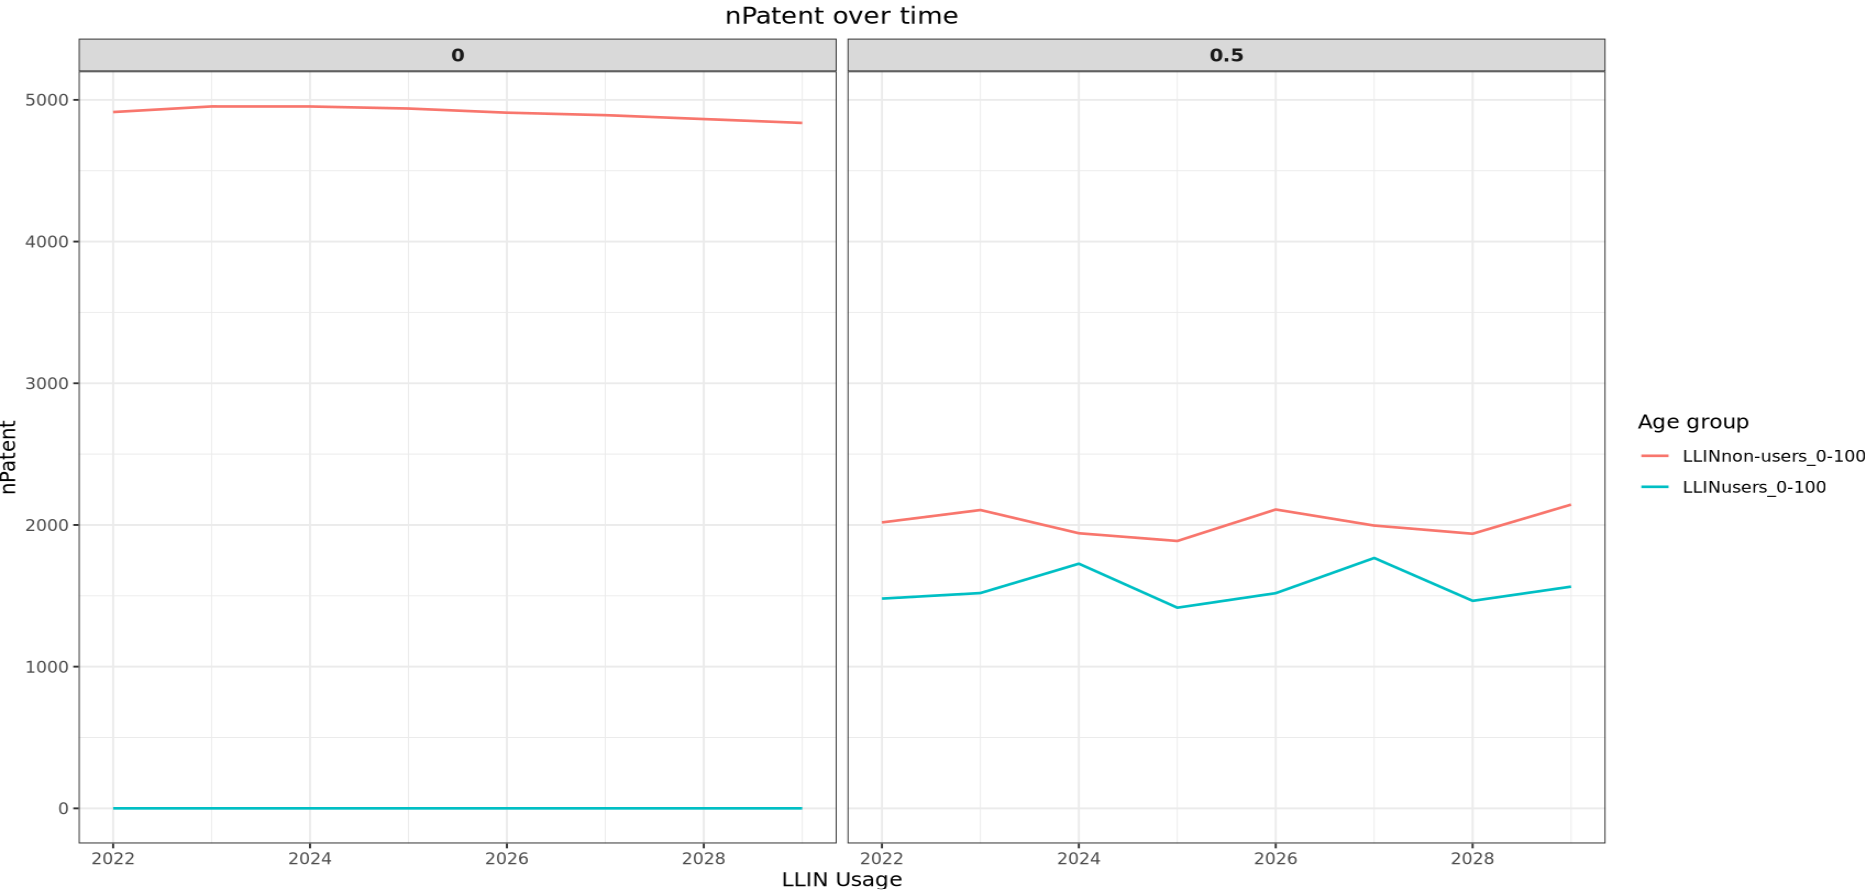 nPatent over time
0
0.5
5000
4000
3000
2000
1000
0
nPatent
2022 2024 2026 2028
2022 2024 2026 2028
LLIN Usage
Age group
LLINnon-users_0-100
LLINusers_0-100